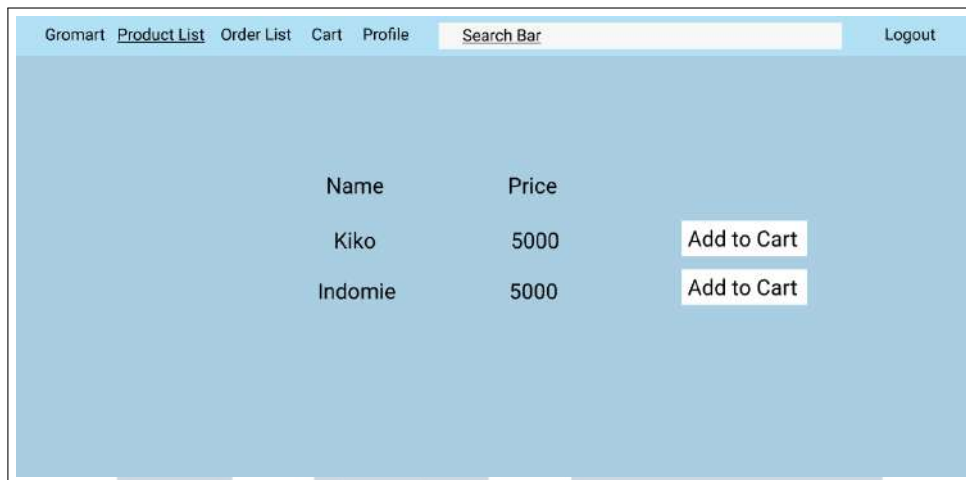 Gromart Product List Order List Cart Profile Search Bar Logout
Name Price
Kiko 5000 Add to Cart
Indomie 5000 Add to Cart